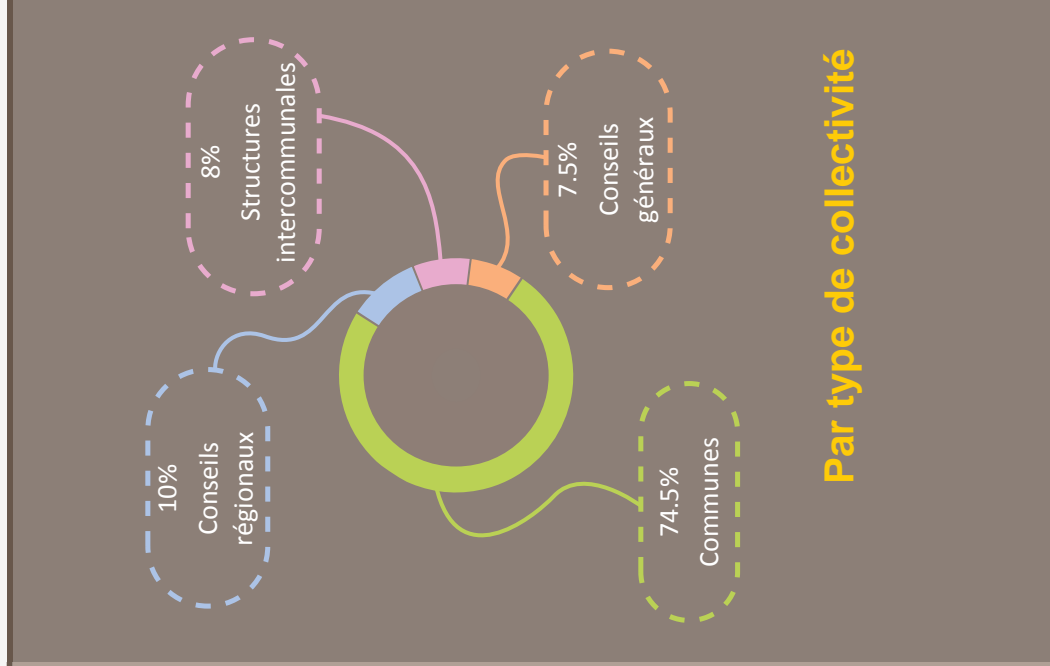 10%
Conseils
régionaux
8%
Structures
intercommunales
74.5%
Communes
7.5%
Conseils
généraux
Par type de collectivité